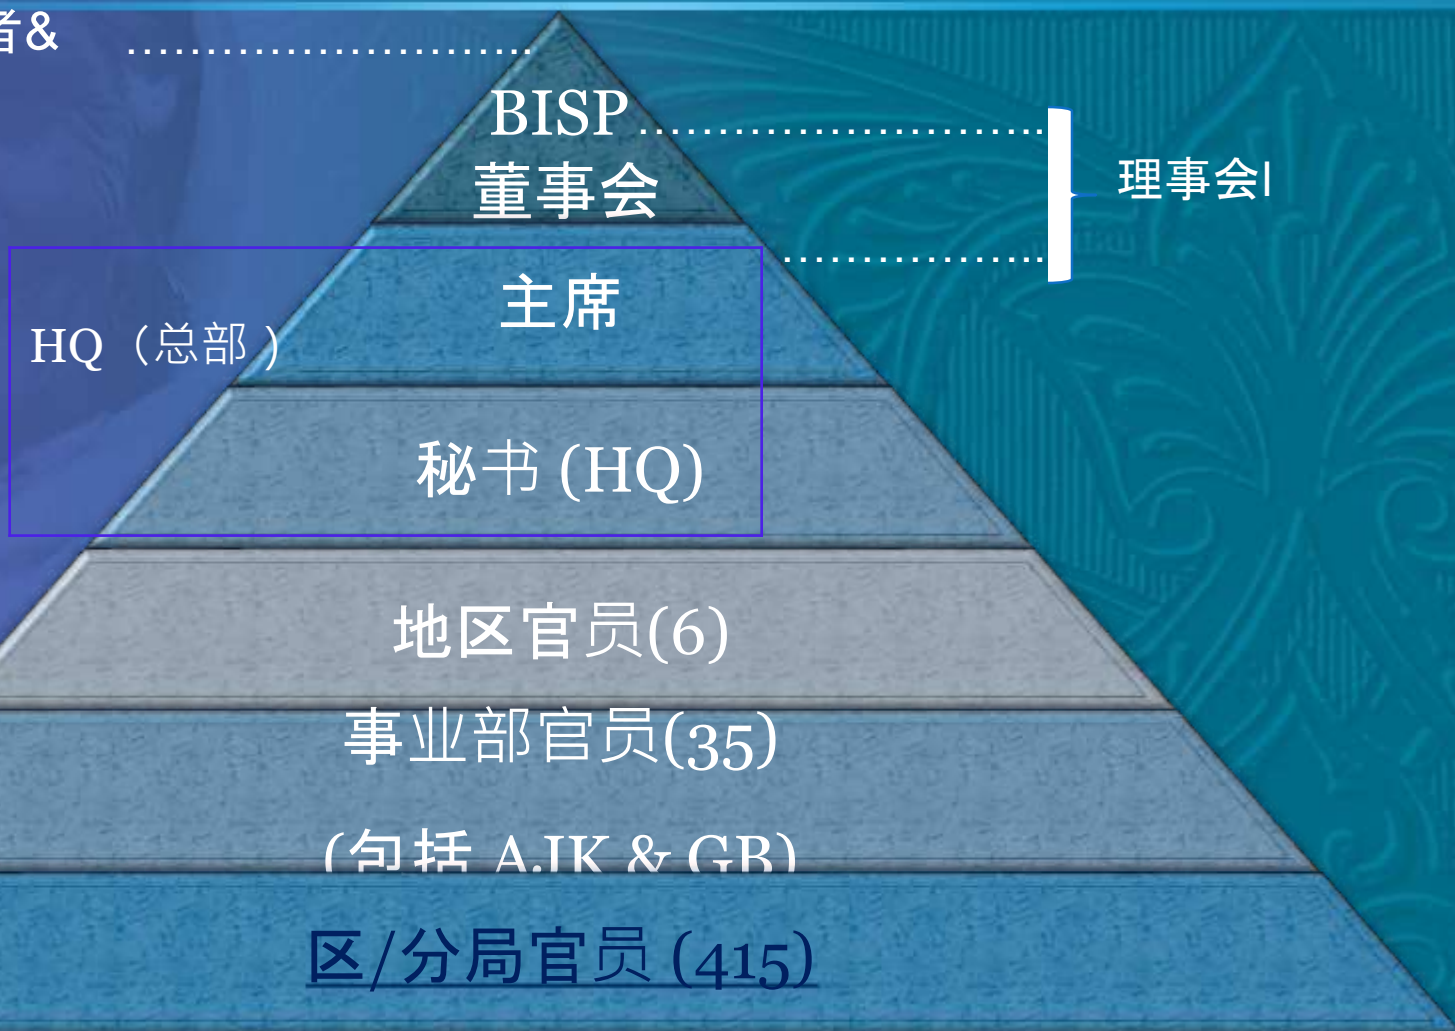 者&
BISP
董事会
理事会l
主席
HQ（总部 )
秘书 (HQ)
地区官员(6)
事业部官员(35)
(包括 AJK & GB)
区/分局官员 (415)